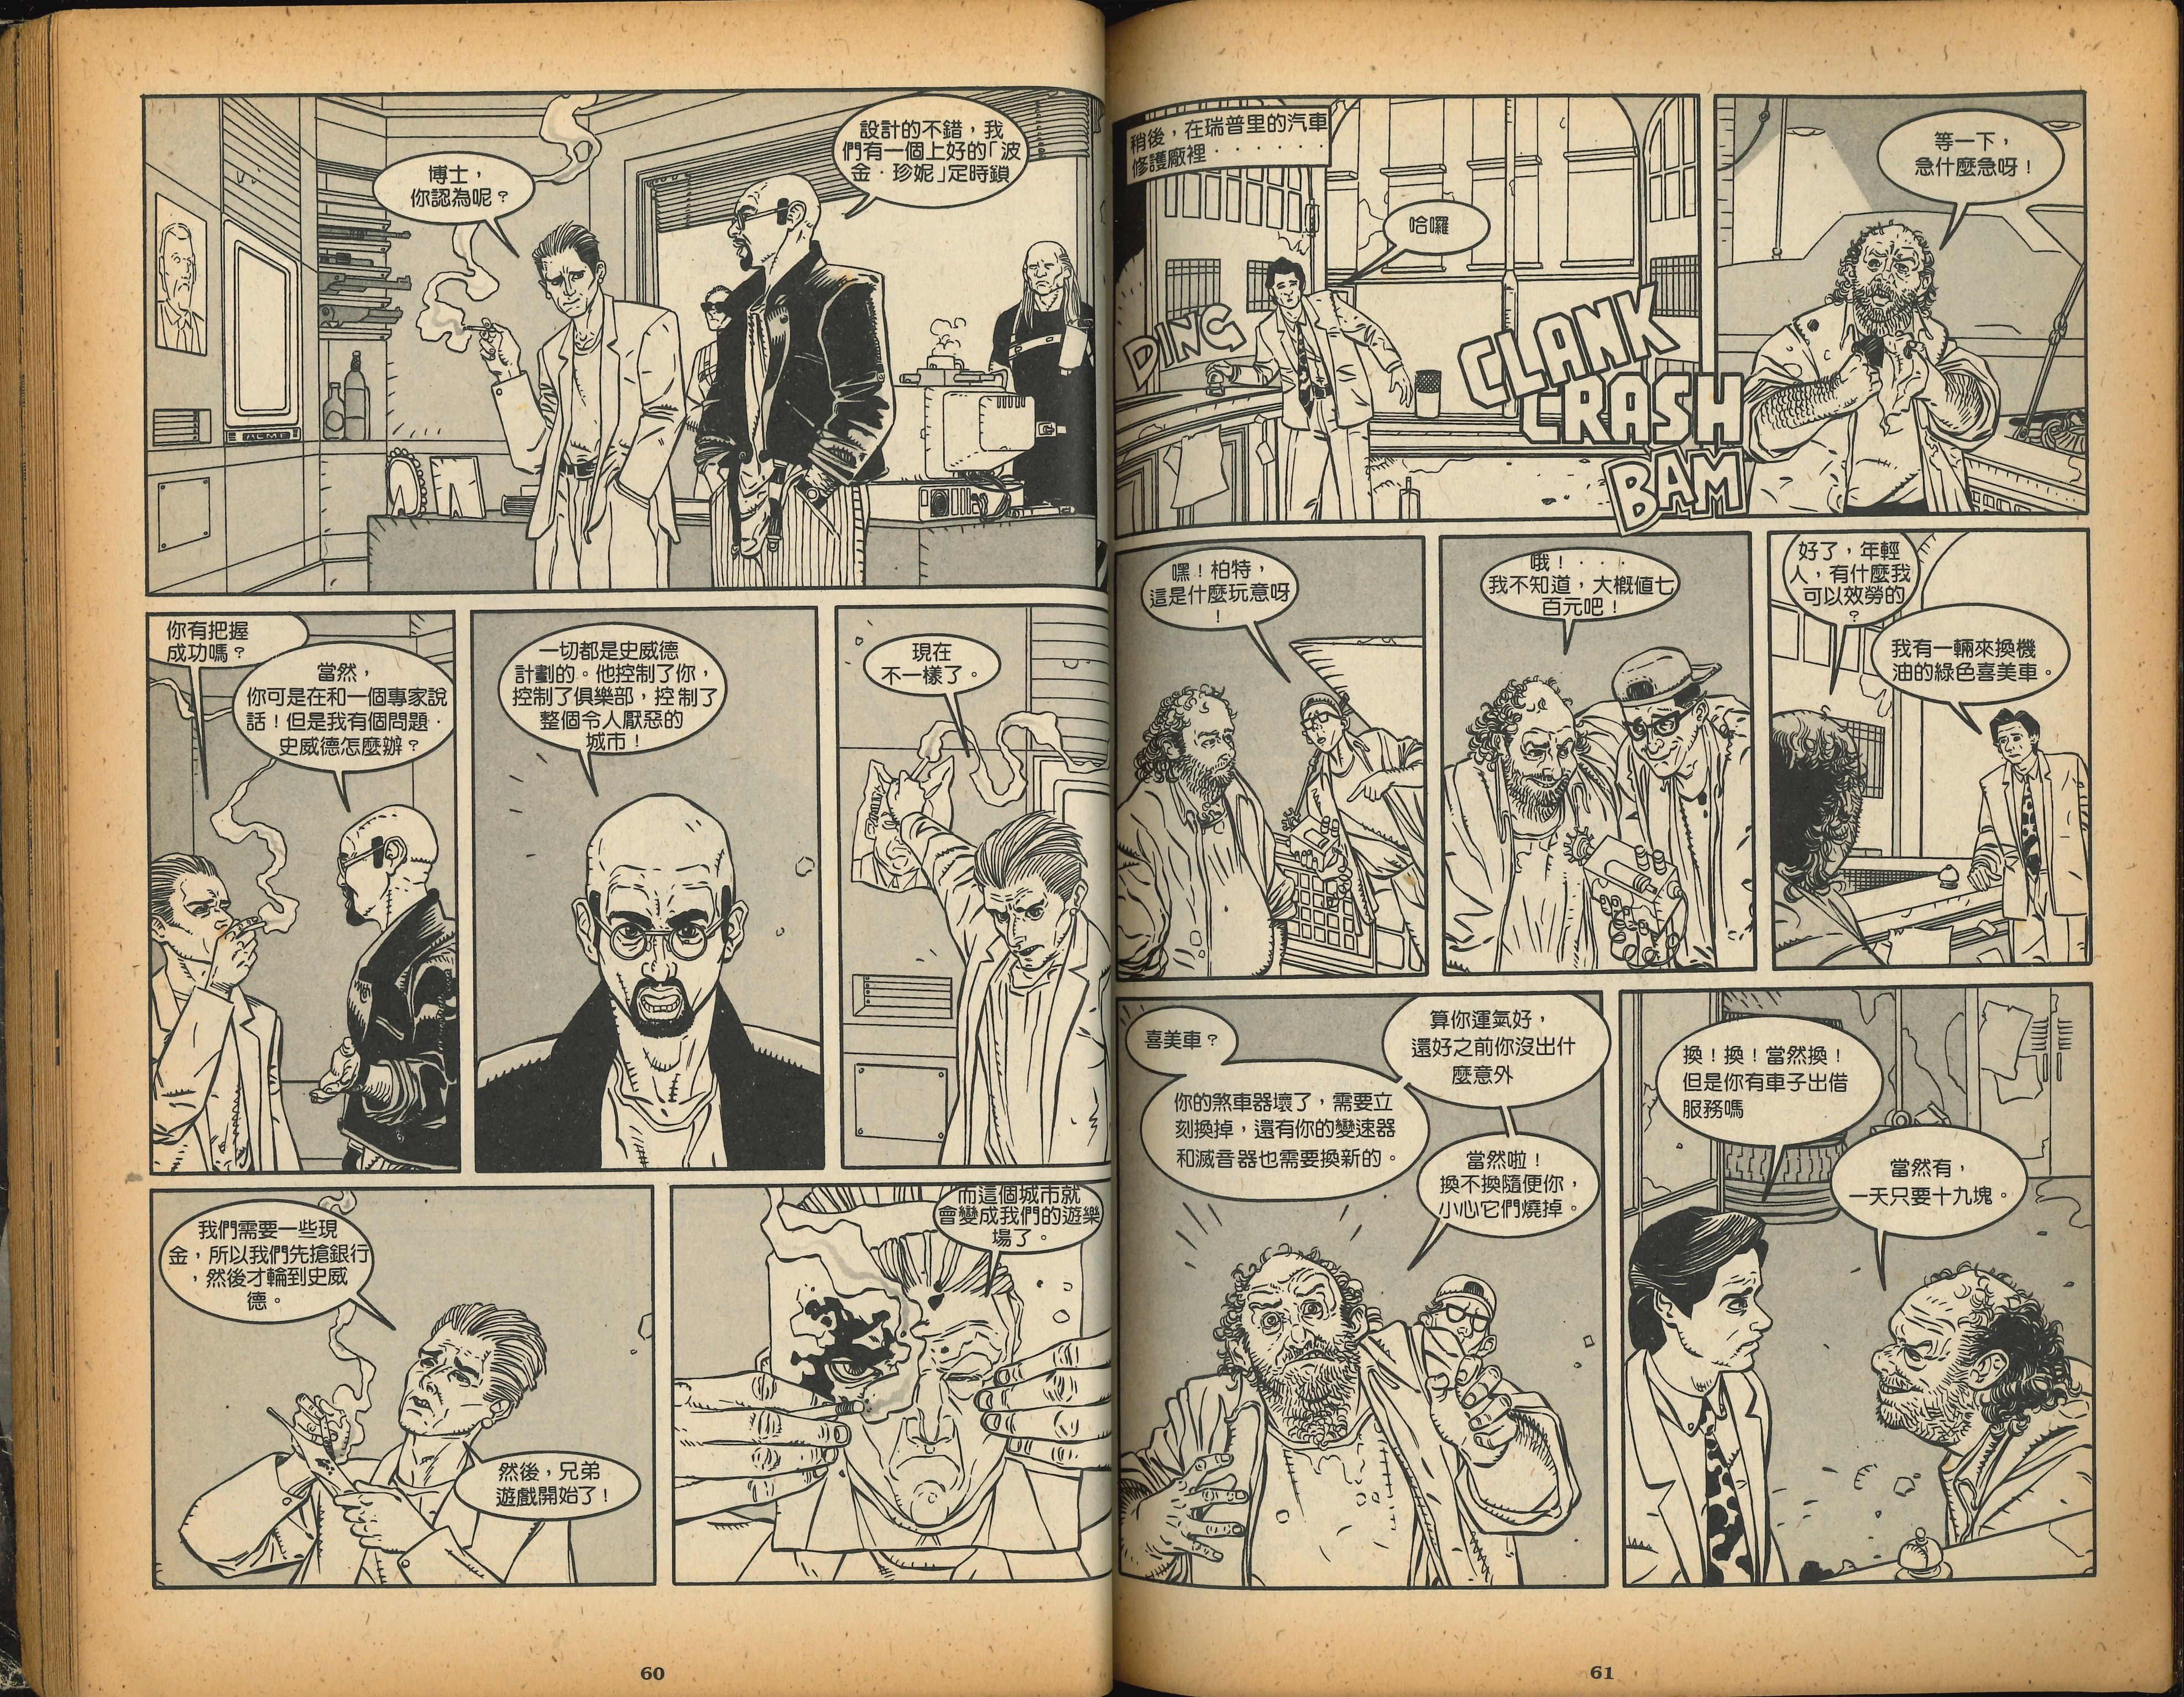 博士，
你認為呢？
設計的不錯，我
們有一個上好的「波
金·珍妮」定時鎖
ACME
你有把握
成功嗎？
當然，
你可是在和一個專家說
話！但是我有個問題·
史威德怎麼辦？
一切都是史威德
計劃的。他控制了你，
控制了俱樂部，控制了
整個令人厭惡的
城市！
現在
不一樣了。
我們需要一些現
金，所以我們先搶銀行
，然後才輪到史威
德。
然後，兄弟
遊戲開始了！
而這個城市就
會變成我們的遊樂
場了。
60
稍後，在瑞普里的汽車
修護廠裡······
哈囉
DING
CLANK
CRASH
BAM
等一下，
急什麼急呀！
嘿！柏特，
這是什麼玩意呀
！
哦！···
我不知道，大概值七
百元吧！
好了，年輕
人，有什麼我
可以效勞的
？
我有一輛來換機
油的綠色喜美車。
喜美車？
你的煞車器壞了，需要立
刻換掉，還有你的變速器
和滅音器也需要換新的。
算你運氣好，
還好之前你沒出什
麼意外
當然啦！
換不換隨便你，
小心它們燒掉。
換！換！當然換！
但是你有車子出借
服務嗎
當然有，
一天只要十九塊。
61